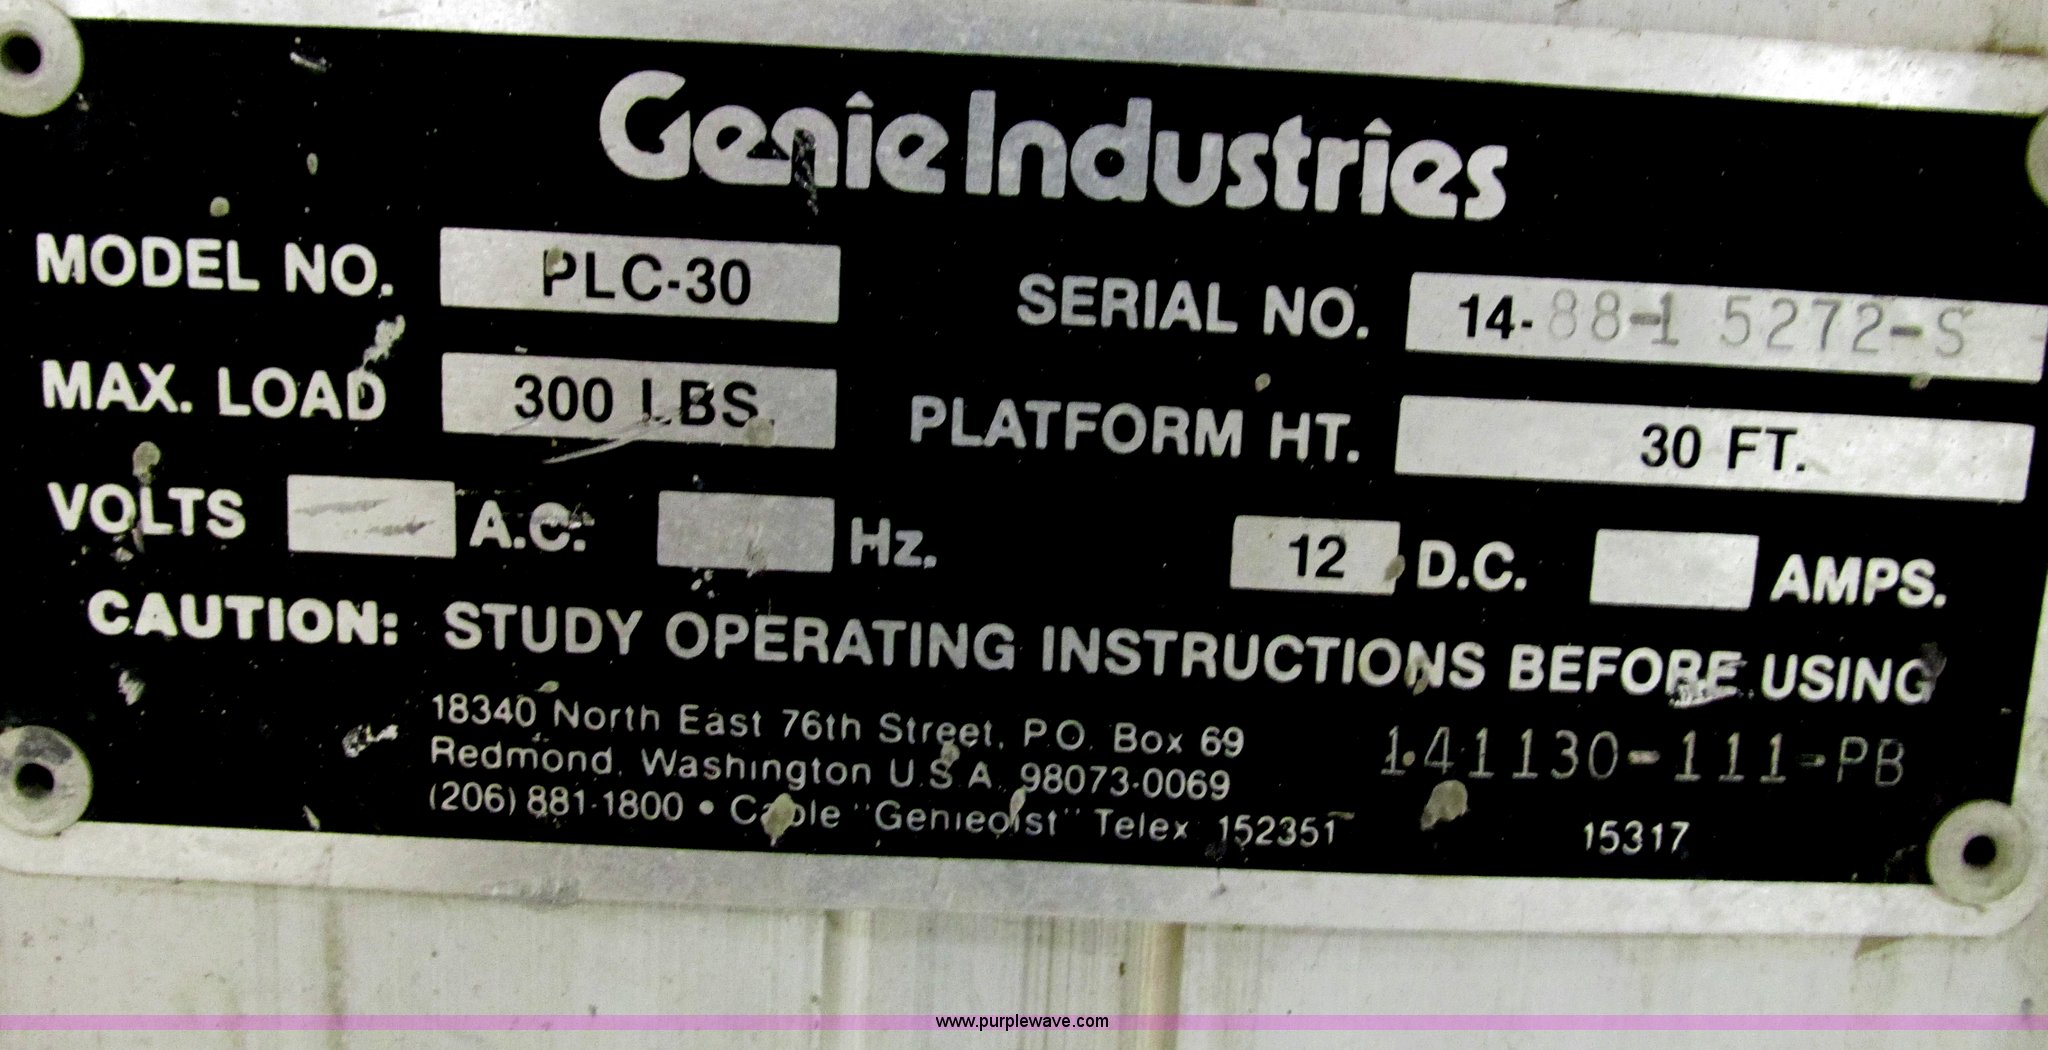 Genie Industries
MODEL NO. PLC-30 SERIAL NO. 14-88-1 5272-S
MAX. LOAD 300 LBS. PLATFORM HT. 30 FT.
VOLTS A.C. Hz. 12 D.C. AMPS.
CAUTION: STUDY OPERATING INSTRUCTIONS BEFORE USING
18340 North East 76th Street, P.O. Box 69
Redmond, Washington U.S.A. 98073-0069
(206) 881-1800 • Cable "Genieoist" Telex 152351
141130-111-PB
15317
www.purplewave.com